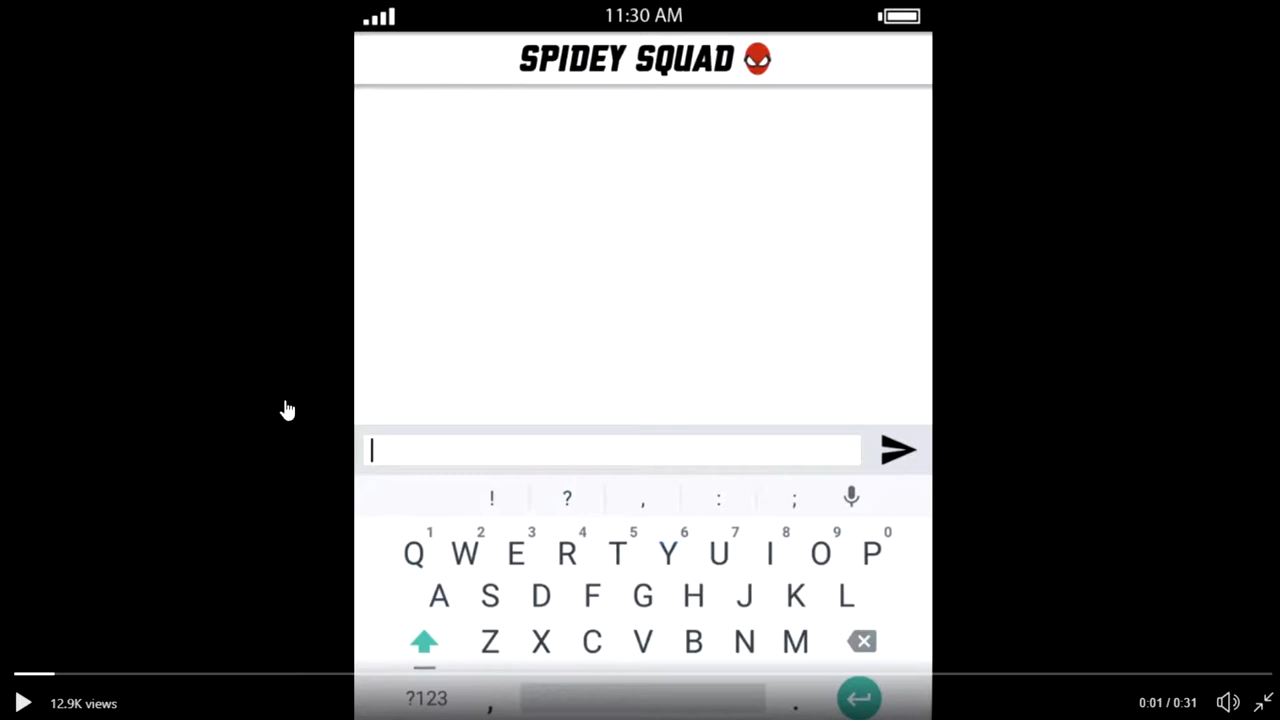 11:30 AM
SPIDEY SQUAD
! ? , : ;
1 2 3 4 5 6 7 8 9 0
Q W E R T Y U I O P
A S D F G H J K L
Z X C V B N M
?123 , .
12.9K views
0:01 / 0:31